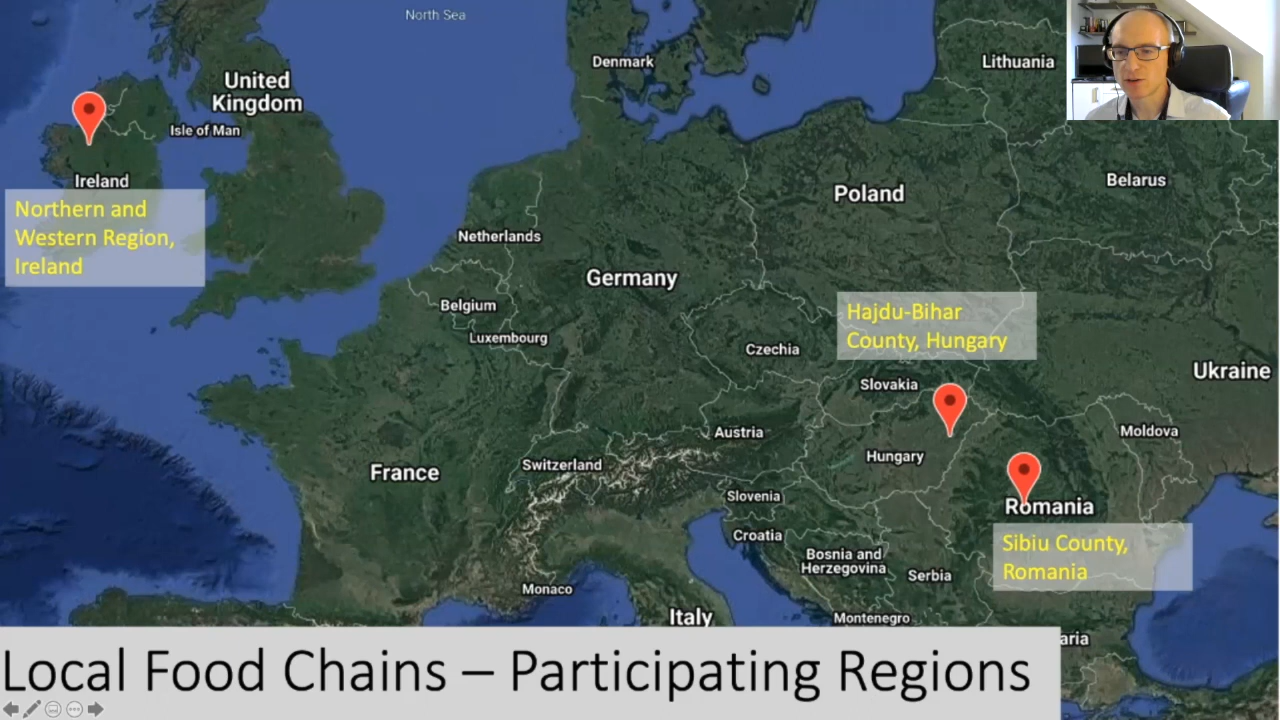 North Sea
Denmark
Lithuania
United
Kingdom
Isle of Man
Ireland
Belarus
Poland
Northern and
Western Region,
Ireland
Netherlands
Germany
Belgium
Luxembourg
Hajdu-Bihar
County, Hungary
Czechia
Ukraine
Slovakia
Austria
Moldova
Hungary
Switzerland
France
Slovenia
Romania
Croatia
Sibiu County,
Romania
Bosnia and
Herzegovina
Serbia
Monaco
Italy
Montenegro
aria
Local Food Chains – Participating Regions